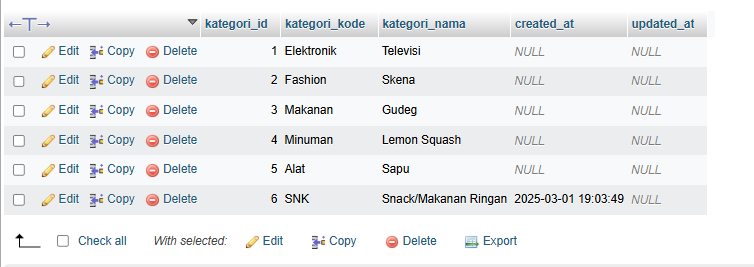 kategori_id kategori_kode kategori_nama created_at updated_at
Edit Copy Delete 1 Elektronik Televisi NULL NULL
Edit Copy Delete 2 Fashion Skena NULL NULL
Edit Copy Delete 3 Makanan Gudeg NULL NULL
Edit Copy Delete 4 Minuman Lemon Squash NULL NULL
Edit Copy Delete 5 Alat Sapu NULL NULL
Edit Copy Delete 6 SNK Snack/Makanan Ringan 2025-03-01 19:03:49 NULL
Check all With selected: Edit Copy Delete Export